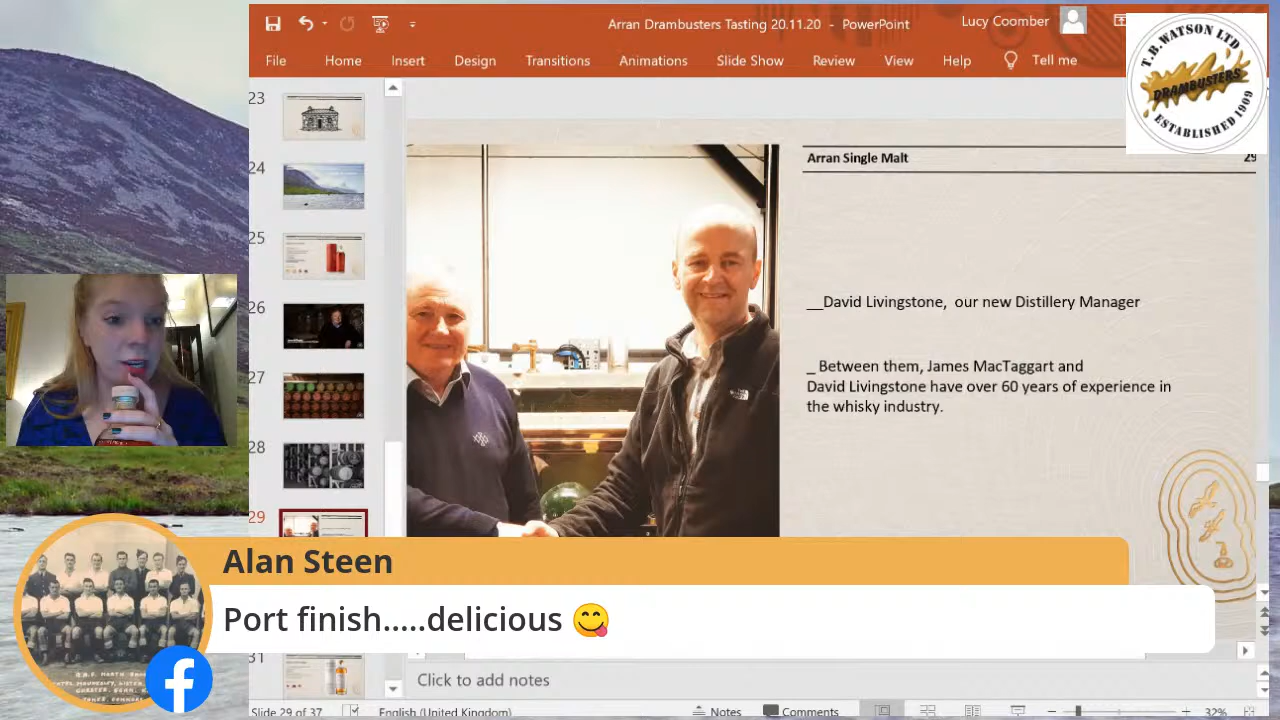 Arran Drambusters Tasting 20.11.20 - PowerPoint
Lucy Coomber
File Home Insert Design Transitions Animations Slide Show Review View Help Tell me
T.B.WATSON LTD
DRAMBUSTERS
ESTABLISHED 1909
23
24
25
26
27
28
29
31
Arran Single Malt
29
__David Livingstone, our new Distillery Manager
_ Between them, James MacTaggart and
David Livingstone have over 60 years of experience in
the whisky industry.
Alan Steen
Port finish.....delicious 😋
Click to add notes
Slide 29 of 37
English (United Kingdom)
Notes
Comments
32%